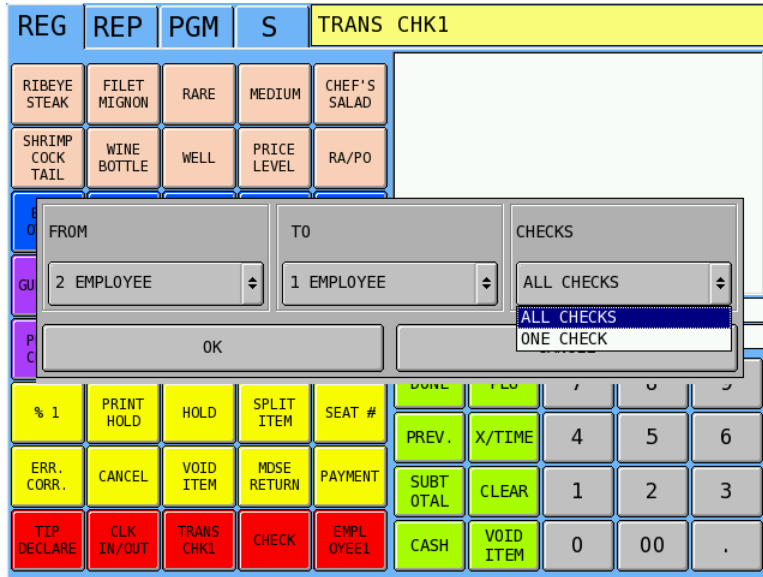 REG REP PGM S TRANS CHK1
RIBEYE STEAK
FILET MIGNON
RARE
MEDIUM
CHEF'S SALAD
SHRIMP COCK TAIL
WINE BOTTLE
WELL
PRICE LEVEL
RA/PO
FROM
TO
CHECKS
2 EMPLOYEE
1 EMPLOYEE
ALL CHECKS
ALL CHECKS
ONE CHECK
OK
GU
% 1
PRINT HOLD
HOLD
SPLIT ITEM
SEAT #
PREV.
X/TIME
4
5
6
ERR. CORR.
CANCEL
VOID ITEM
MDSE RETURN
PAYMENT
SUBT OTAL
CLEAR
1
2
3
TIP DECLARE
CLK IN/OUT
TRANS CHK1
CHECK
EMPL OYEE1
CASH
VOID ITEM
0
00
.